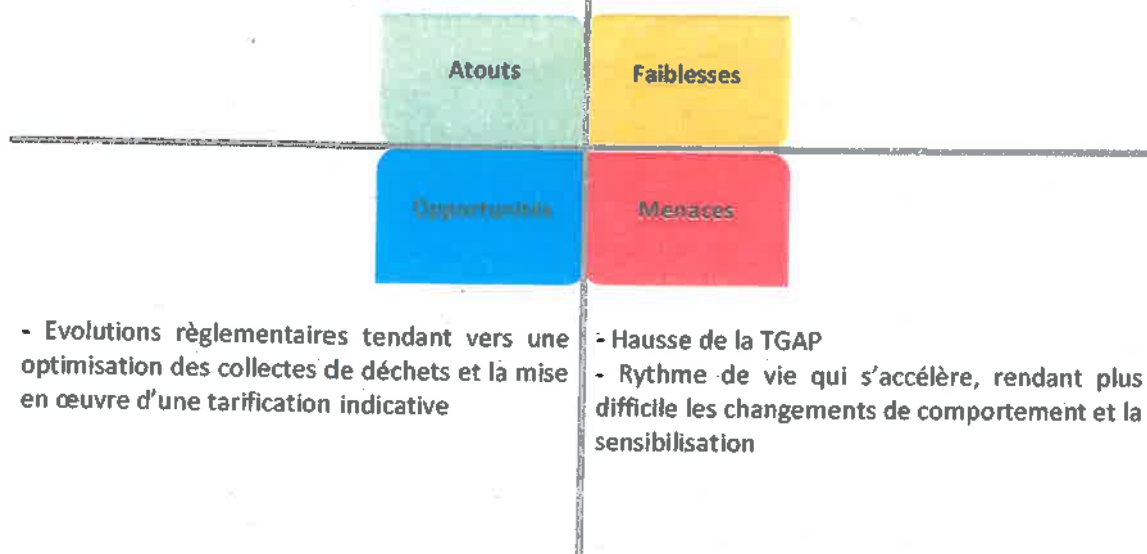 Atouts
Faiblesses
Opportunités
Menaces
- Evolutions règlementaires tendant vers une
optimisation des collectes de déchets et la mise
en œuvre d'une tarification indicative
- Hausse de la TGAP
- Rythme de vie qui s'accélère, rendant plus
difficile les changements de comportement et la
sensibilisation